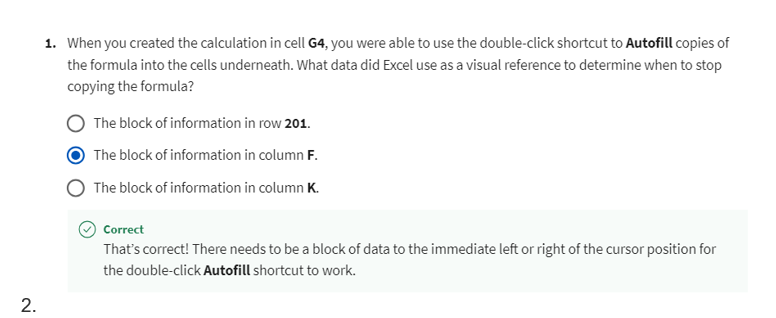 1. When you created the calculation in cell G4, you were able to use the double-click shortcut to Autofill copies of
the formula into the cells underneath. What data did Excel use as a visual reference to determine when to stop
copying the formula?
The block of information in row 201.
The block of information in column F.
The block of information in column K.
Correct
That's correct! There needs to be a block of data to the immediate left or right of the cursor position for
the double-click Autofill shortcut to work.
2.